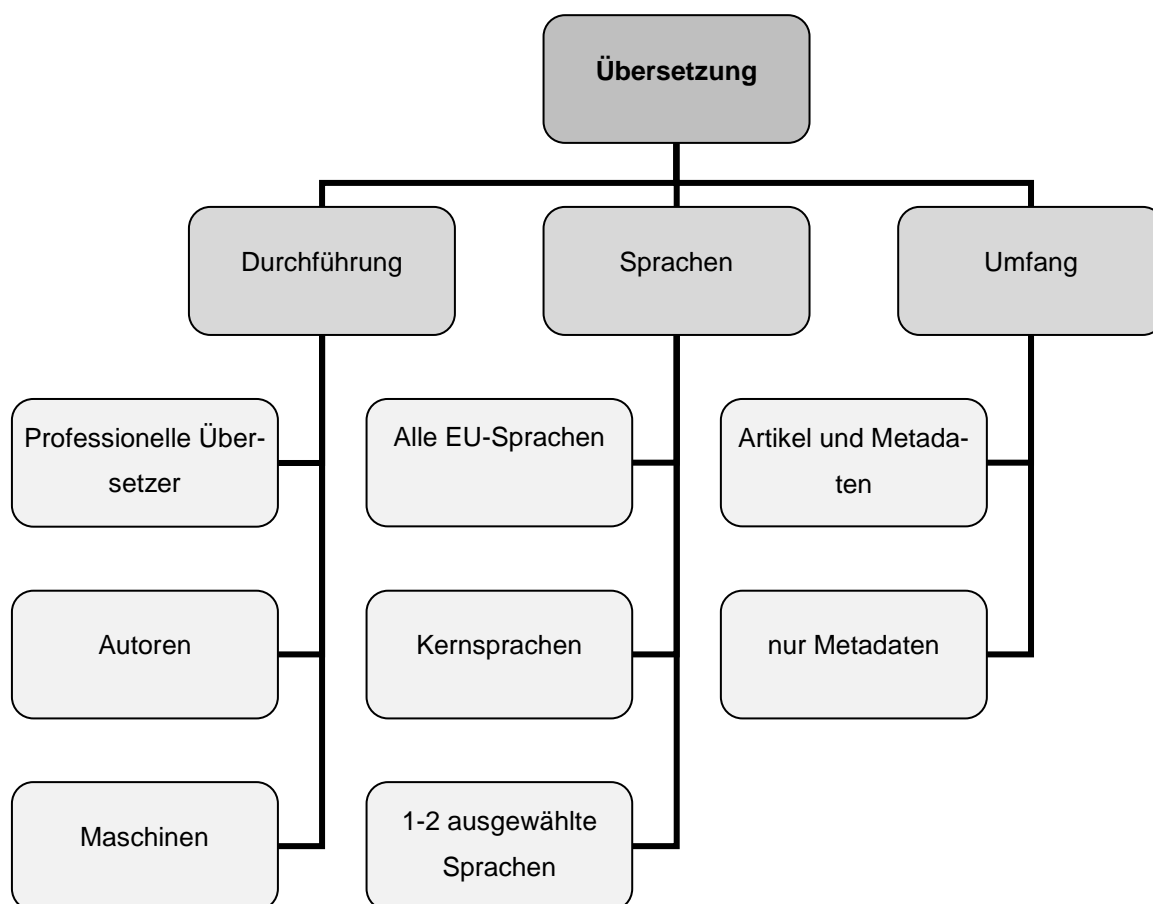 Übersetzung
Durchführung
Sprachen
Umfang
Professionelle Über-
setzer
Alle EU-Sprachen
Artikel und Metada-
ten
Autoren
Kernsprachen
nur Metadaten
Maschinen
1-2 ausgewählte
Sprachen